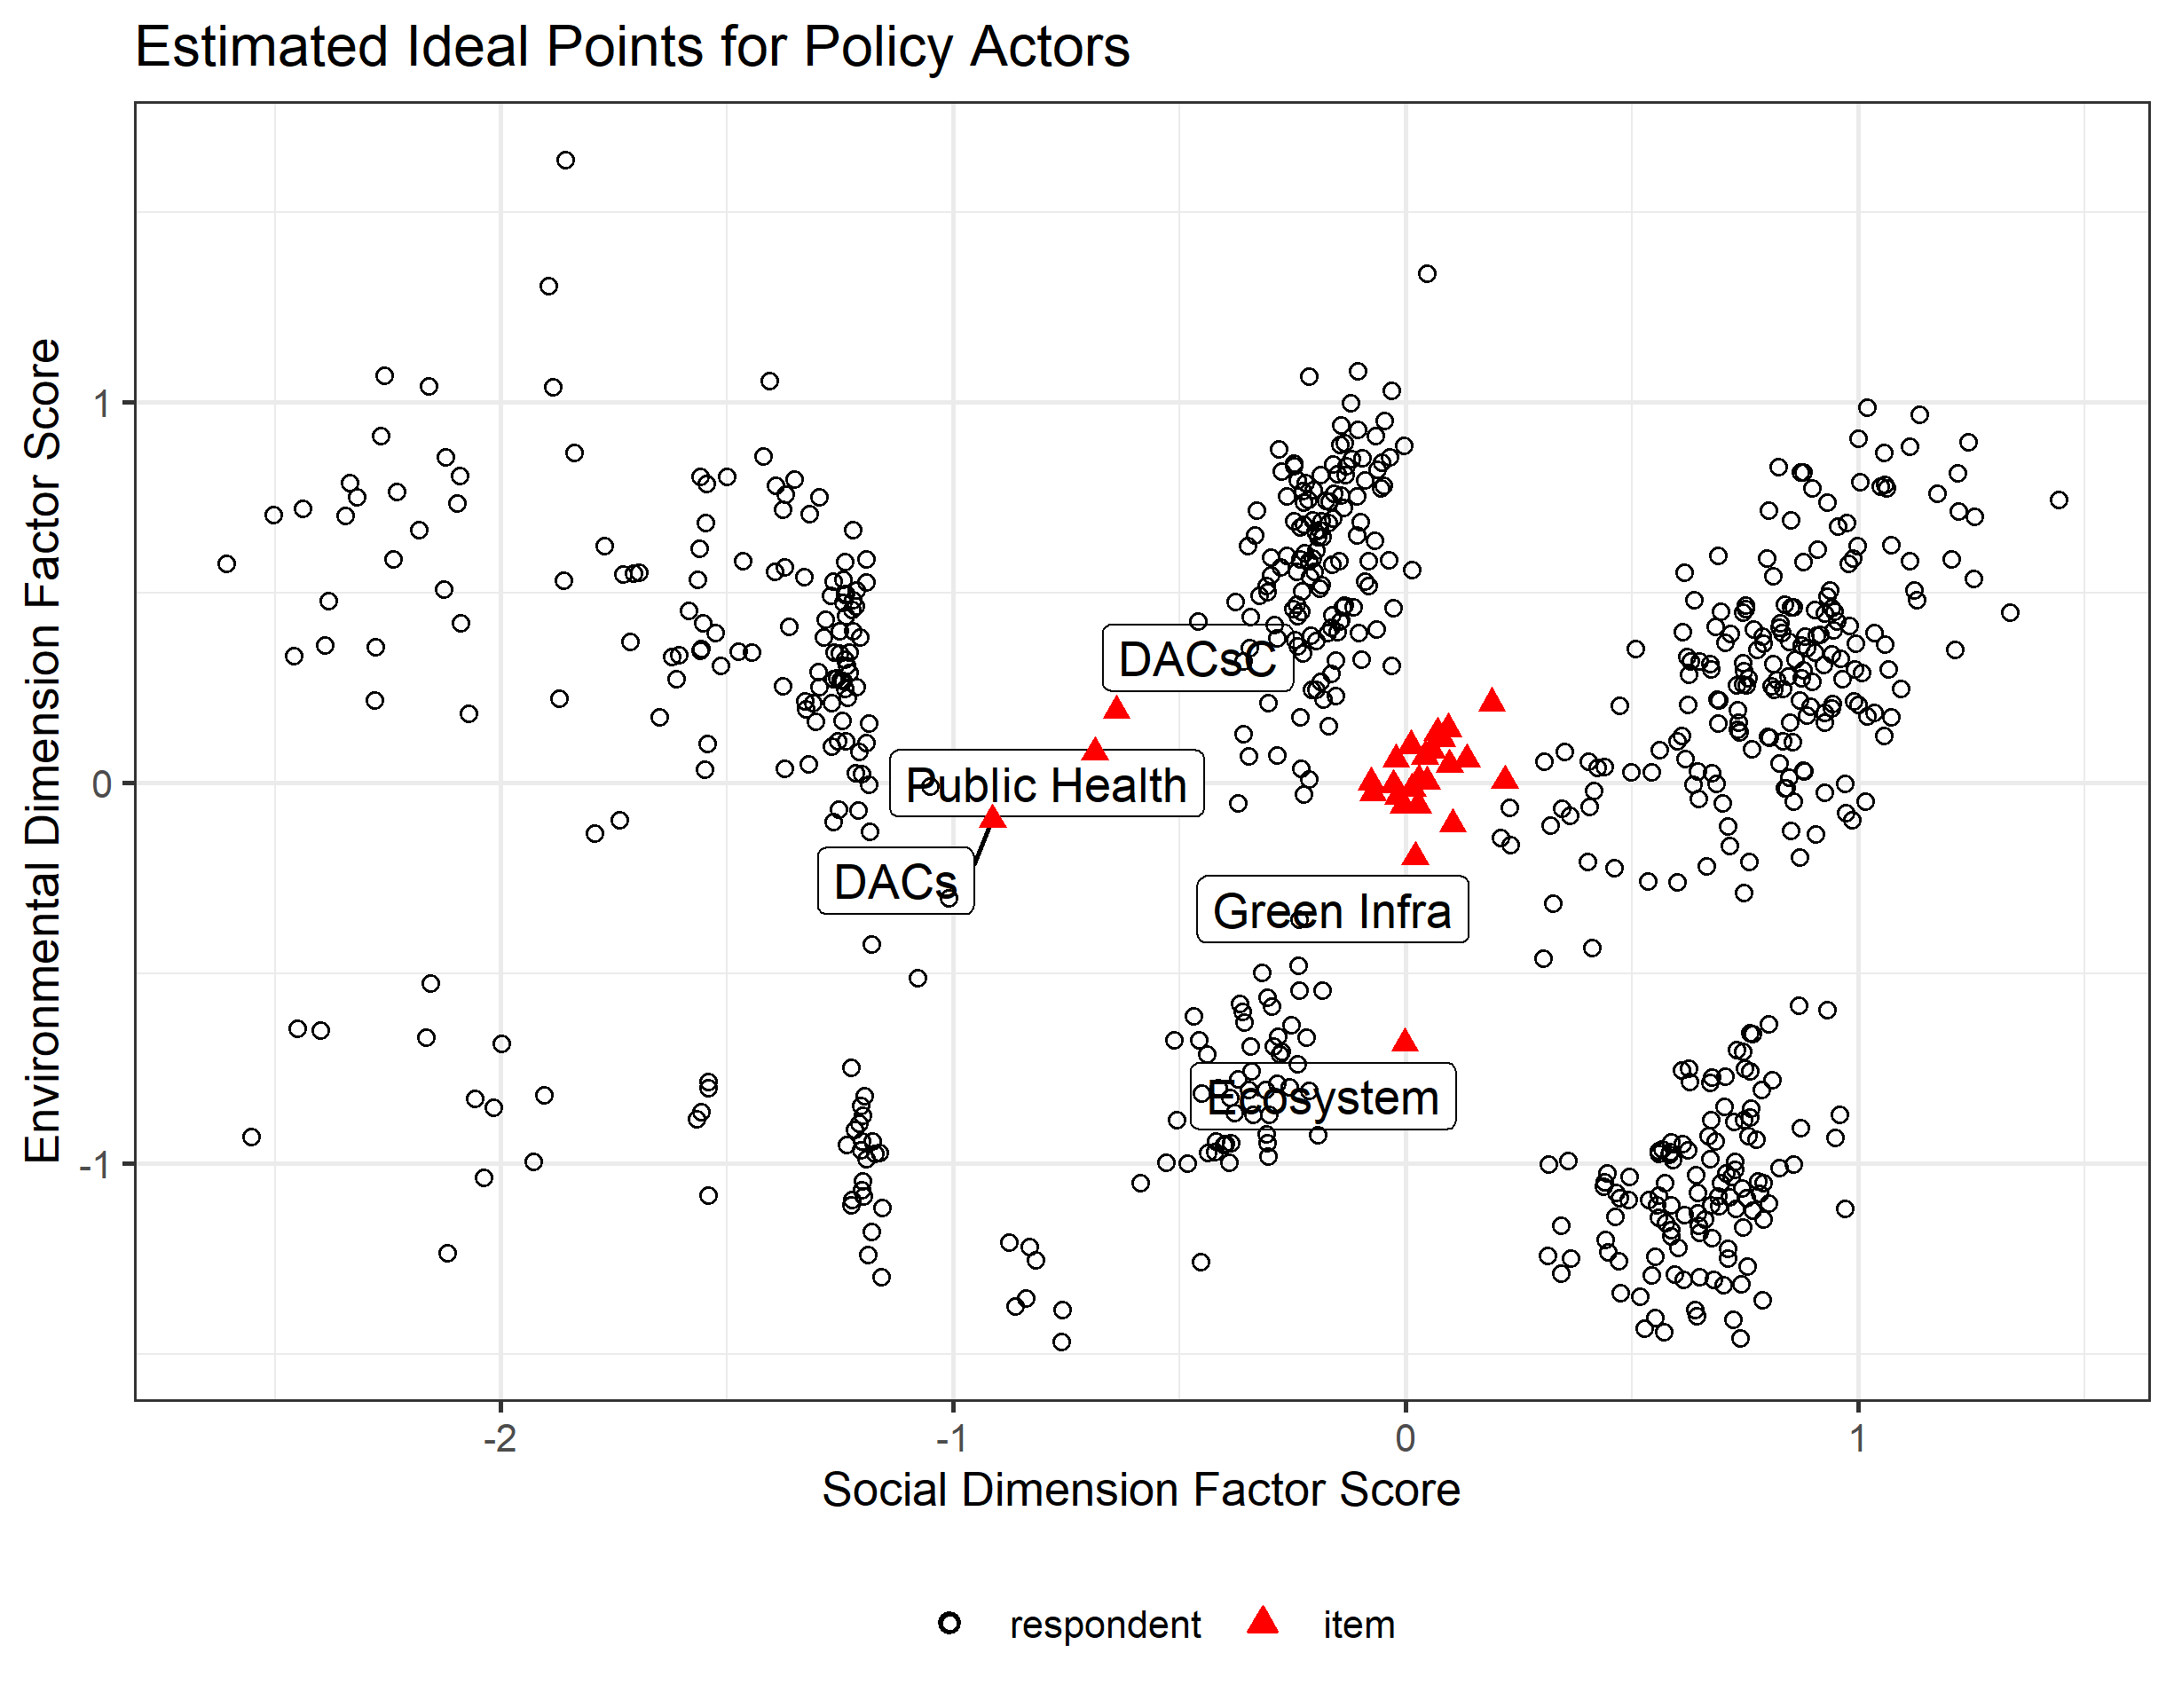 Estimated Ideal Points for Policy Actors
Environmental Dimension Factor Score
1
0
-1
DACsC
Public Health
DACs
Green Infra
Ecosystem
-2
-1
0
1
Social Dimension Factor Score
respondent
item